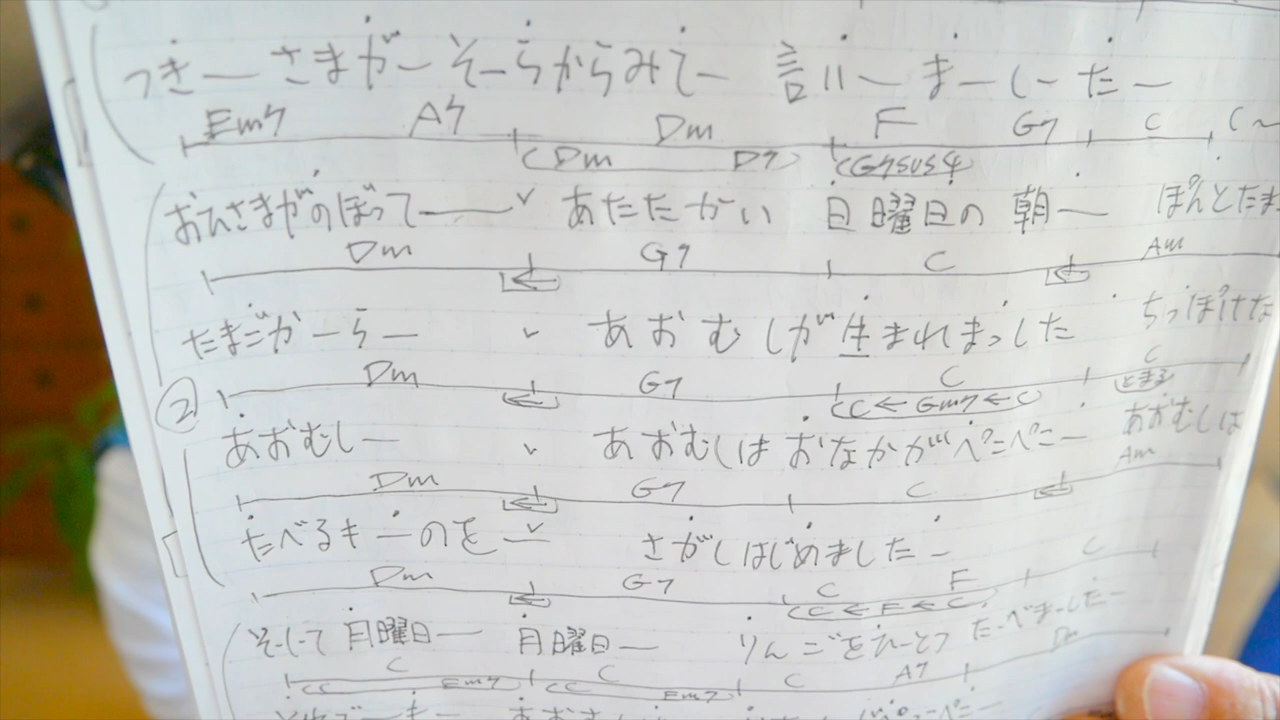 つきーさまがーそーらからみてー 言いーまーしーたー
Em7 A7 Dm F G7 C (C〜
(Dm D7) (G7sus4)
おひさまがのぼってー✓ あたたかい 日曜日の朝ー ぽんとたま
Dm ← G7 C ← Am
たまごかーらー ✓ あおむしが生まれまっした ちっぽけな
Dm ← G7 C C
(C ← Gm7 ← C) とまる
② あおむしー ✓ あおむしはおなかがぺこぺこー あおむしは
Dm ← G7 C ← Am
たべるもーのをー✓ さがしはじめましたー
Dm ← G7 C F C
(C ← F ← C)
そーしーて 月曜日ー 月曜日ー りんごをひーとつ たーべまーしたー
C C C A7 Dm
(C Em7) (C Em7)